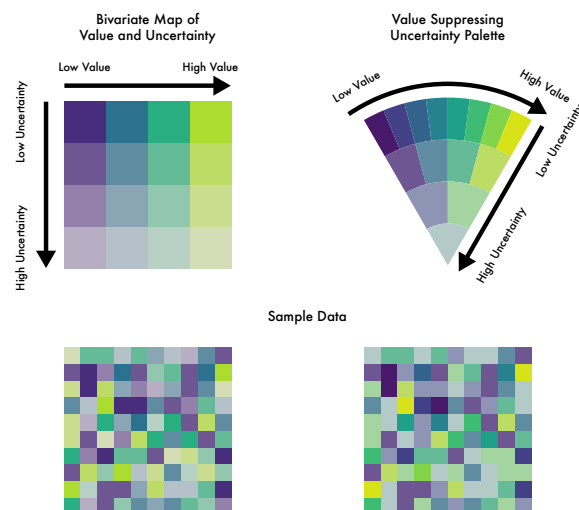 Bivariate Map of
Value and Uncertainty
Value Suppressing
Uncertainty Palette
Low Value
High Value
Low Uncertainty
High Uncertainty
Low Value
High Value
Low Uncertainty
High Uncertainty
Sample Data